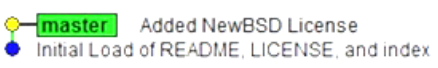 master Added NewBSD License
Initial Load of README, LICENSE, and index